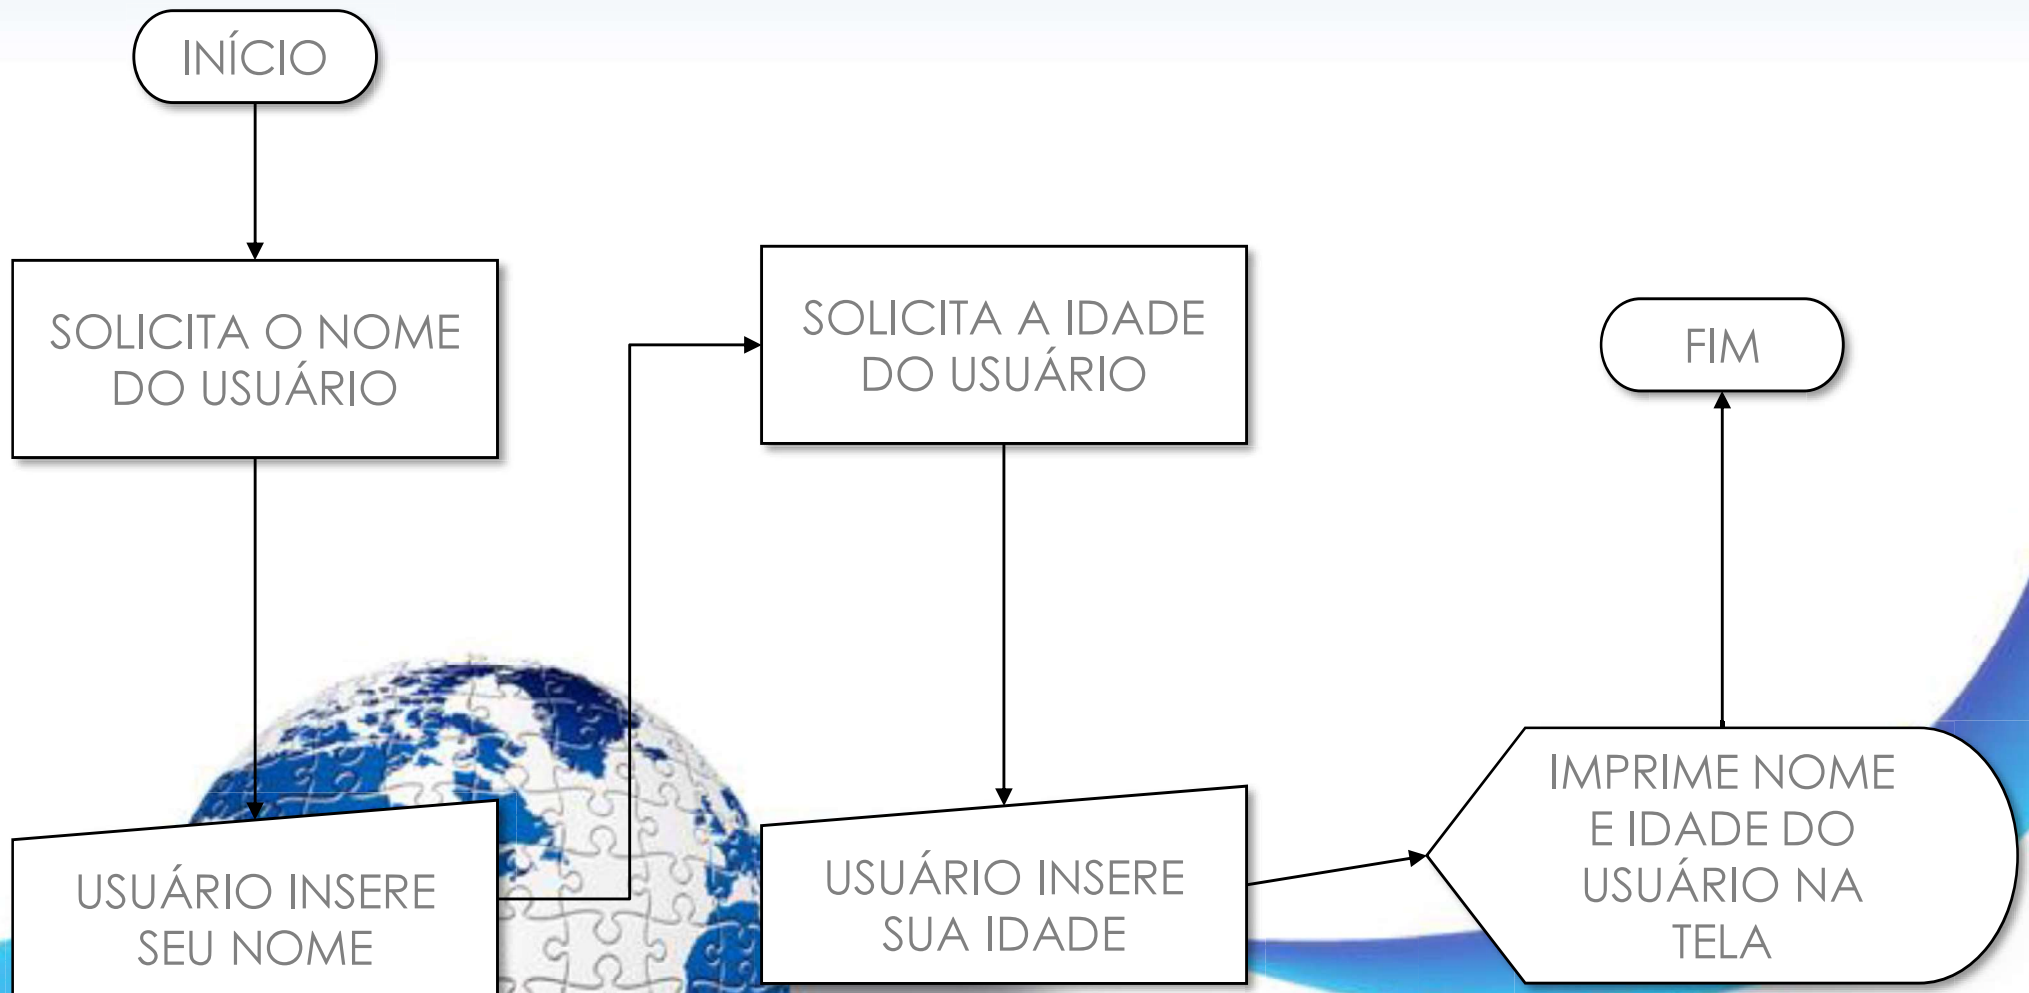 INÍCIO
SOLICITA O NOME
DO USUÁRIO
USUÁRIO INSERE
SEU NOME
SOLICITA A IDADE
DO USUÁRIO
USUÁRIO INSERE
SUA IDADE
IMPRIME NOME
E IDADE DO
USUÁRIO NA
TELA
FIM